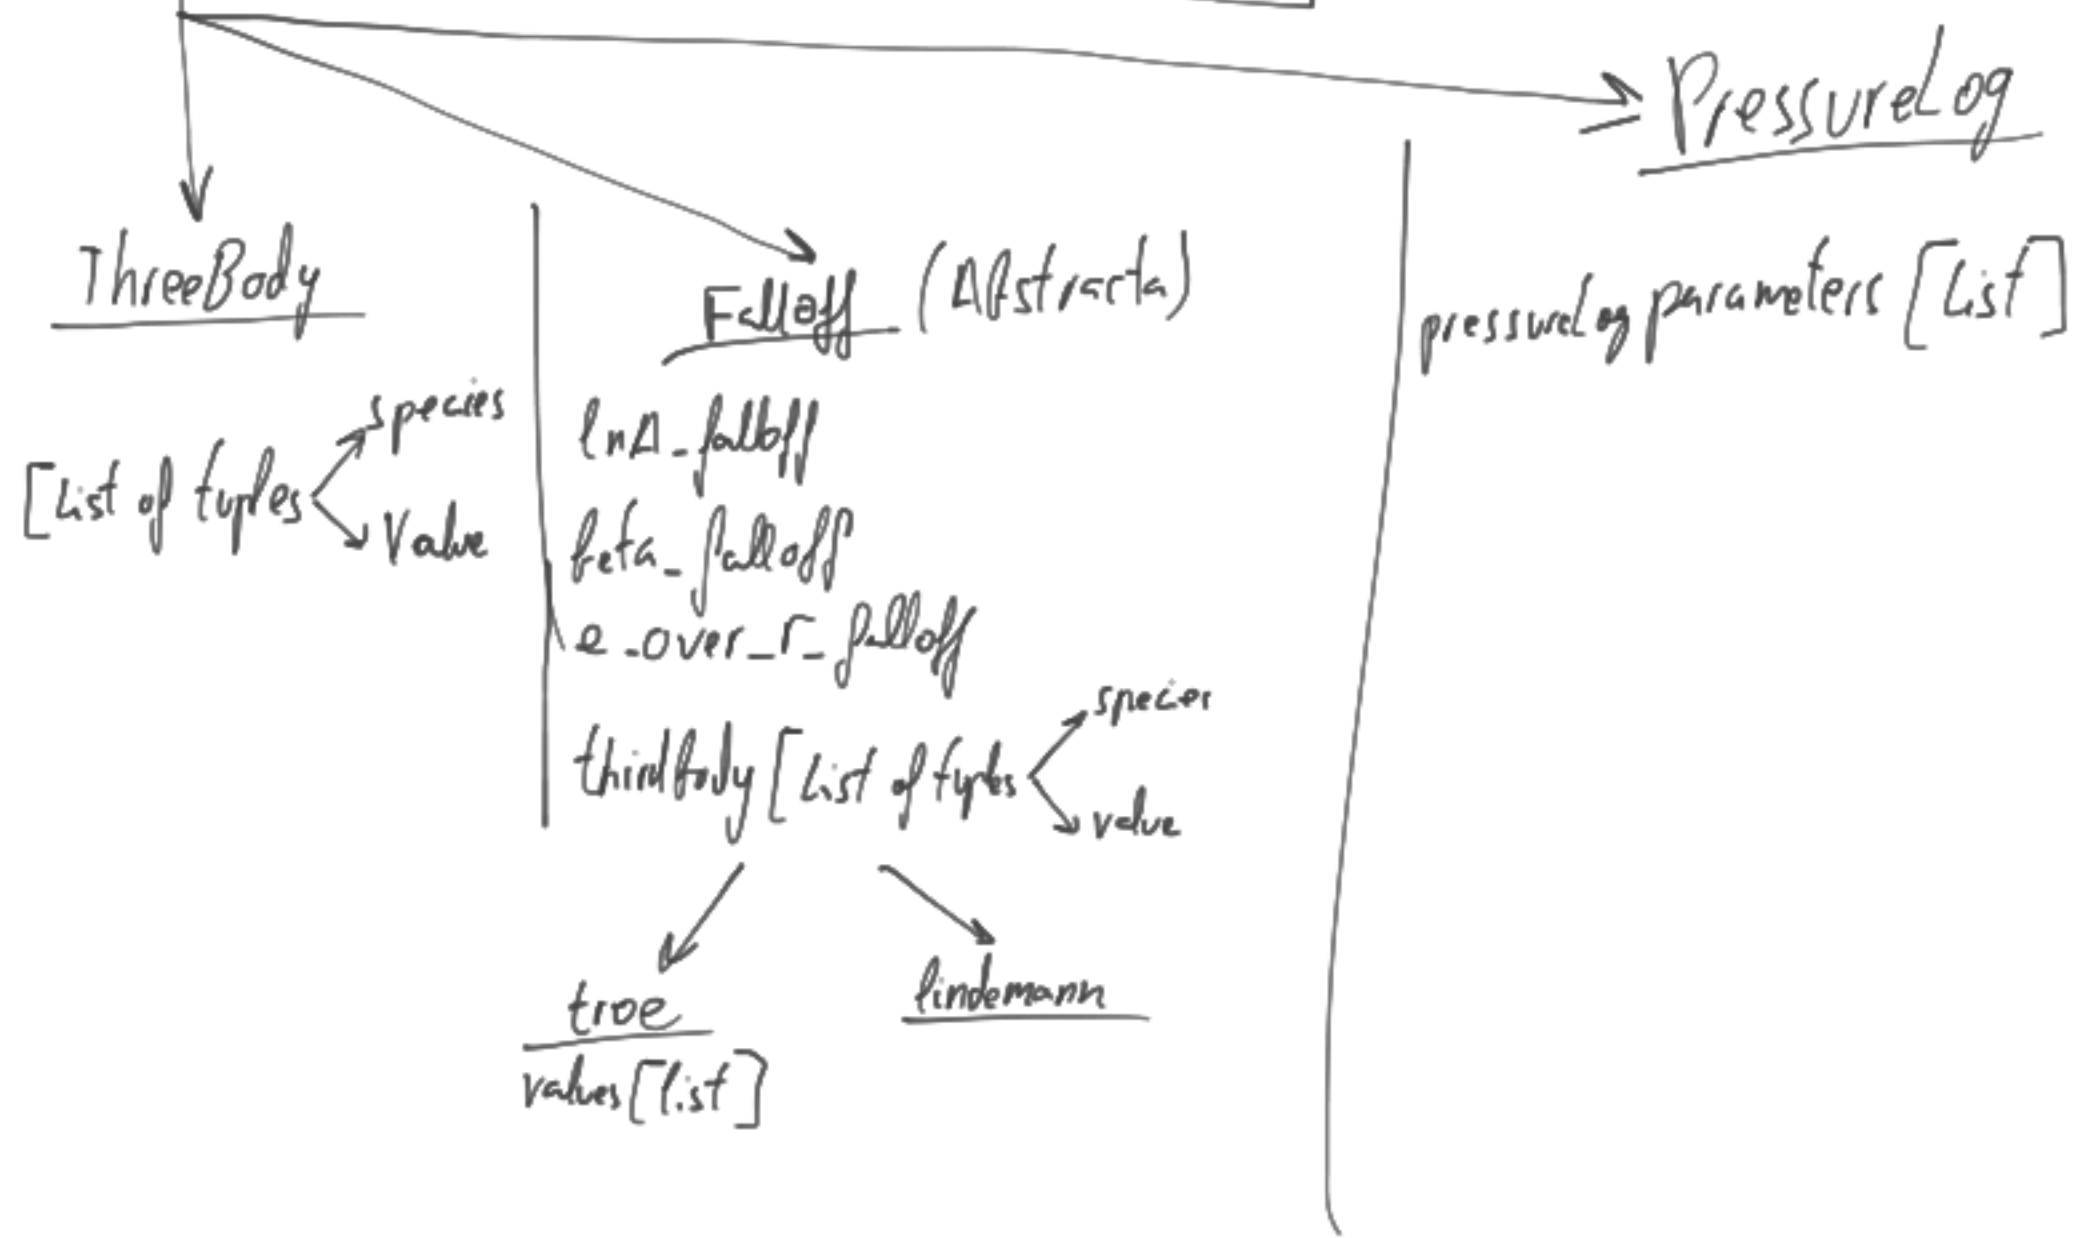 PressureLog
pressureLog parameters [List]
ThreeBody
[List of tuples
species
Value
Falloff (Abstracta)
lnA_falloff
beta_falloff
e_over_r_falloff
thirdbody [List of tuples
species
value
troe
values [list]
lindemann